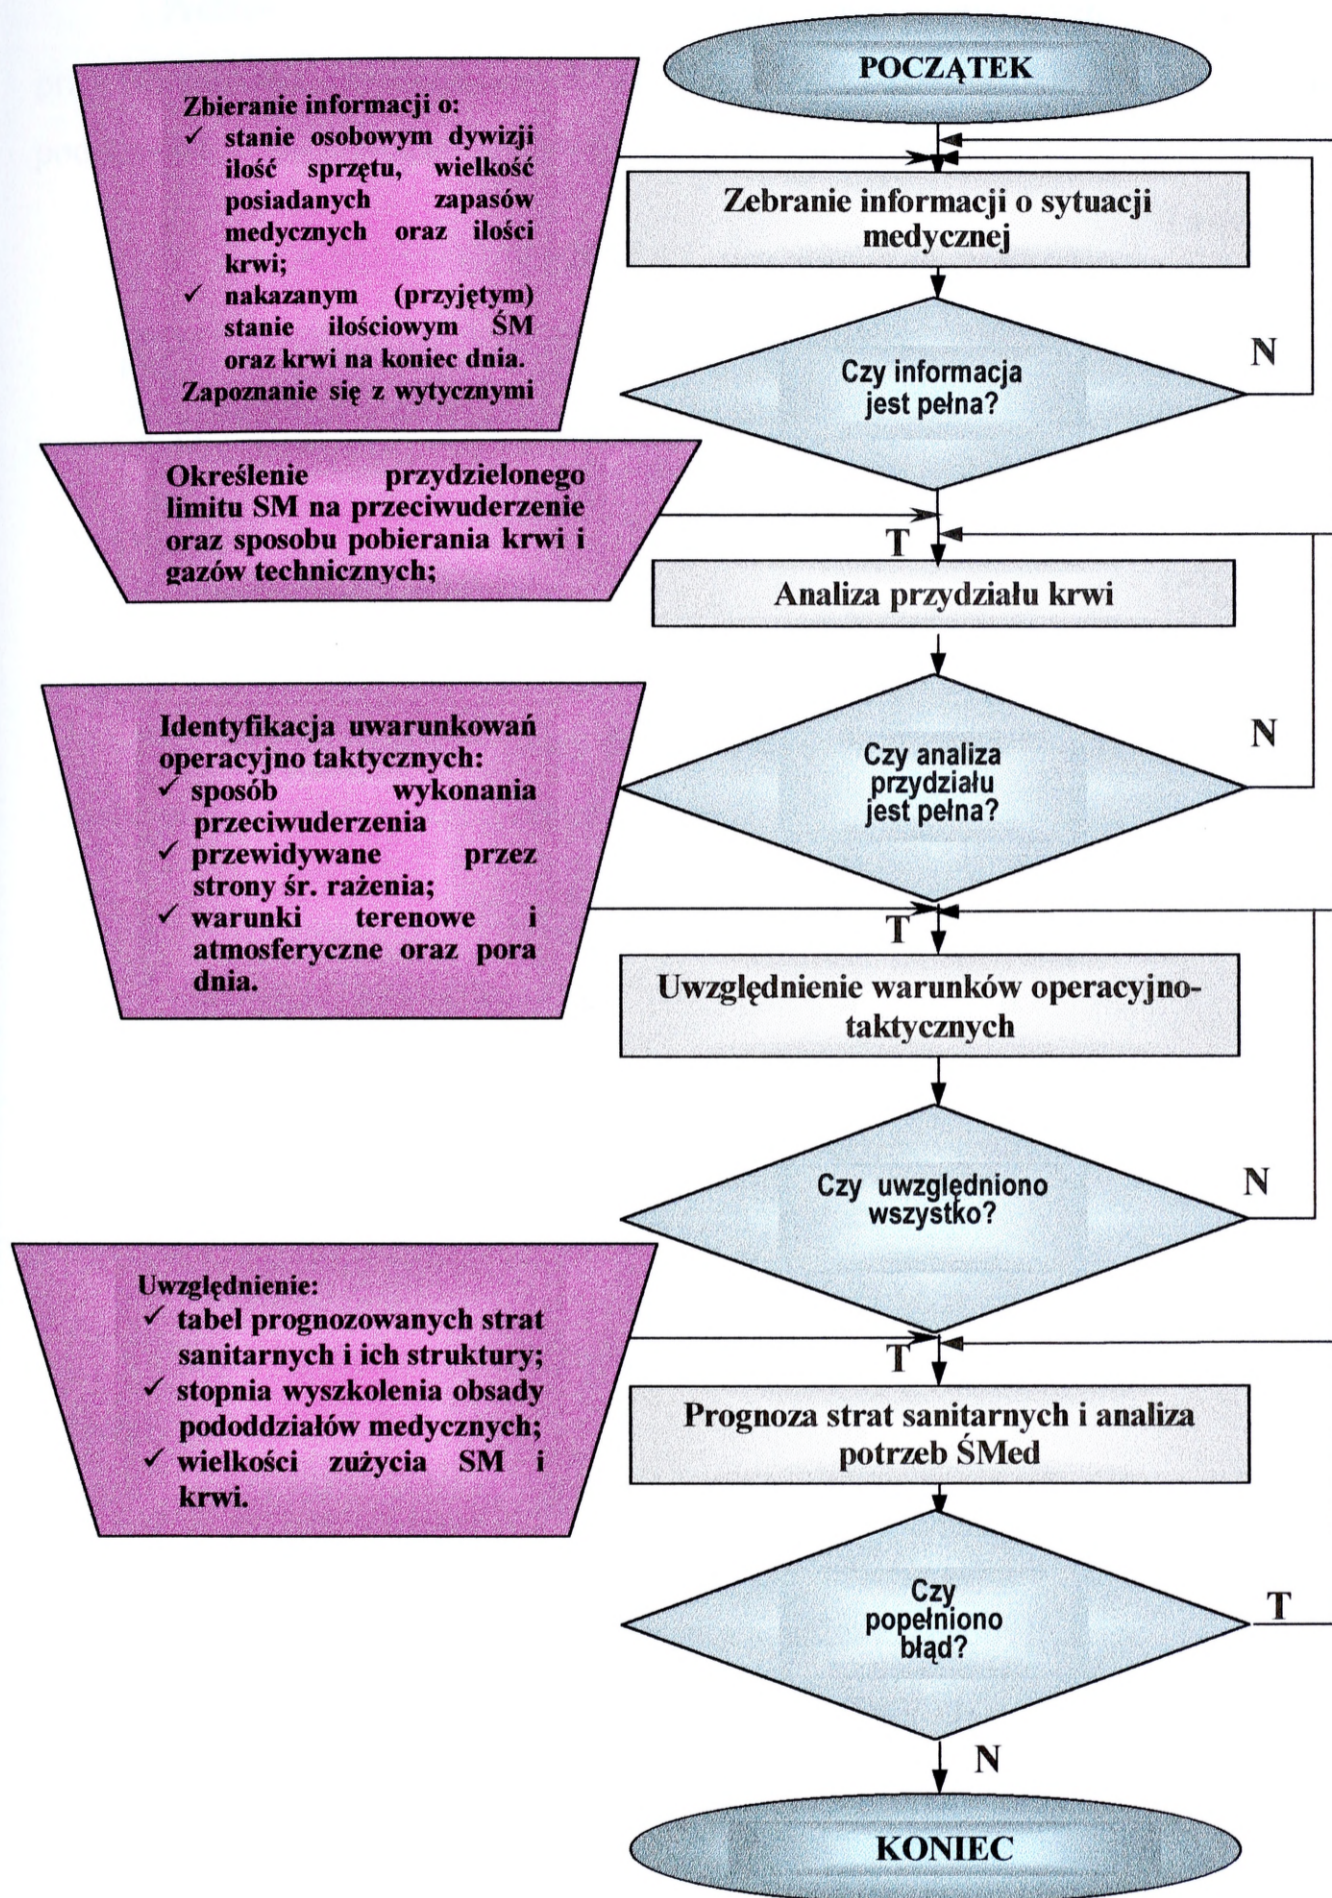 POCZĄTEK
Zbieranie informacji o:
✓ stanie osobowym dywizji
ilość sprzętu, wielkość
posiadanych zapasów
medycznych oraz ilości
krwi;
✓ nakazanym (przyjętym)
stanie ilościowym ŚM
oraz krwi na koniec dnia.
Zapoznanie się z wytycznymi
Zebranie informacji o sytuacji
medycznej
Czy informacja
jest pełna?
N
Określenie przydzielonego
limitu SM na przeciwuderzenie
oraz sposobu pobierania krwi i
gazów technicznych;
T
Analiza przydziału krwi
Czy analiza
przydziału
jest pełna?
N
Identyfikacja uwarunkowań
operacyjno taktycznych:
✓ sposób wykonania
przeciwuderzenia
✓ przewidywane przez
strony śr. rażenia;
✓ warunki terenowe i
atmosferyczne oraz pora
dnia.
T
Uwzględnienie warunków operacyjno-
taktycznych
Czy uwzględniono
wszystko?
N
Uwzględnienie:
✓ tabel prognozowanych strat
sanitarnych i ich struktury;
✓ stopnia wyszkolenia obsady
pododdziałów medycznych;
✓ wielkości zużycia SM i
krwi.
T
Prognoza strat sanitarnych i analiza
potrzeb ŚMed
Czy
popełniono
błąd?
T
N
KONIEC